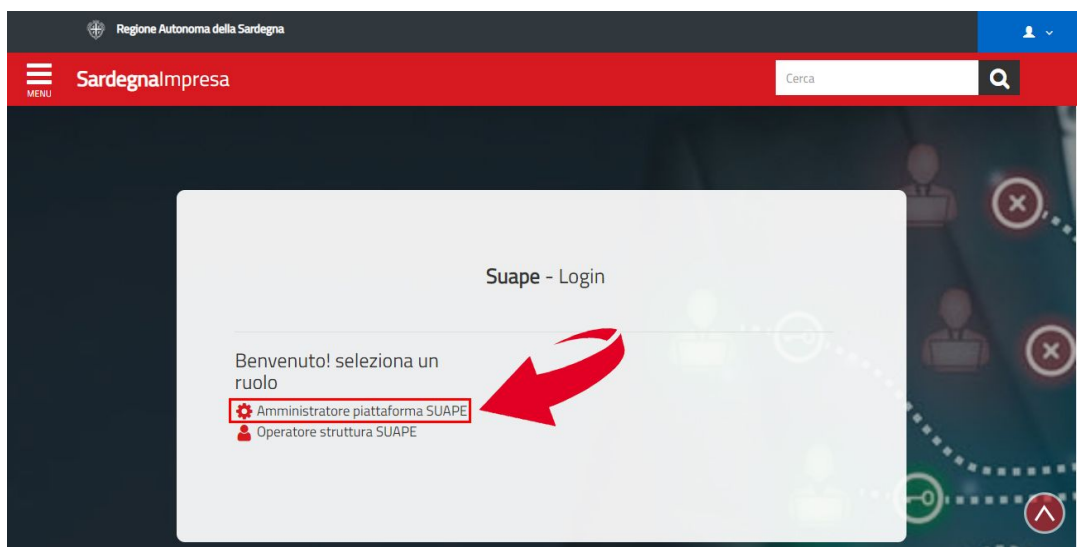 Regione Autonoma della Sardegna
MENU
SardegnaImpresa
Cerca
Suape - Login
Benvenuto! seleziona un
ruolo
Amministratore piattaforma SUAPE
Operatore struttura SUAPE